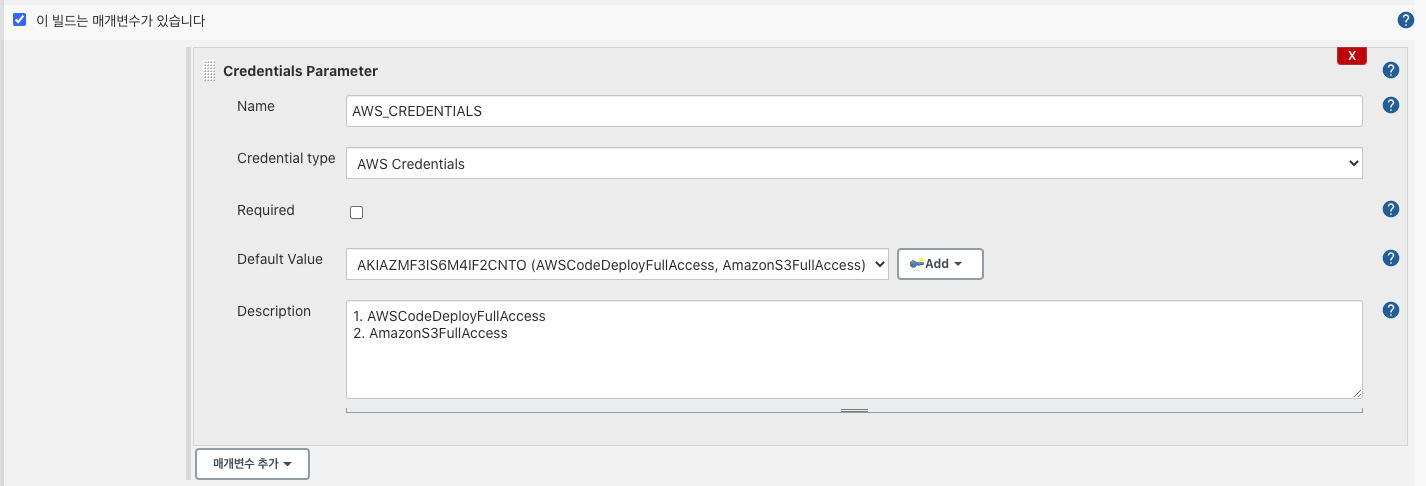 이 빌드는 매개변수가 있습니다
?
X
Credentials Parameter
?
Name
AWS_CREDENTIALS
?
Credential type
AWS Credentials
Required
?
Default Value
AKIAZMF3IS6M4IF2CNTO (AWSCodeDeployFullAccess, AmazonS3FullAccess)
Add
?
Description
1. AWSCodeDeployFullAccess
2. AmazonS3FullAccess
?
매개변수 추가